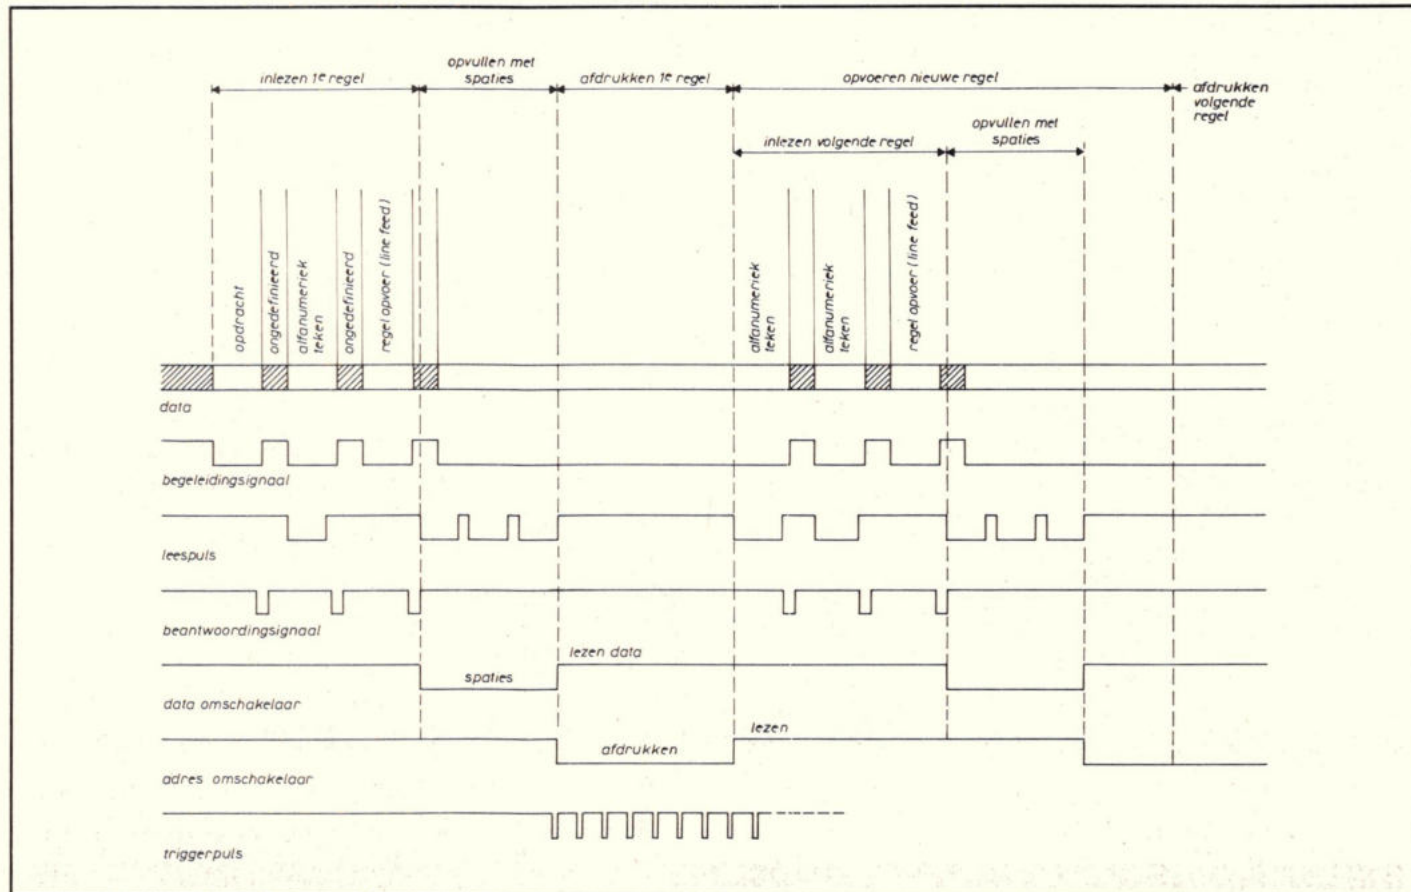 opvullen met
spaties
inlezen 1e regel
afdrukken 1e regel
opvoeren nieuwe regel
afdrukken
volgende
regel
opvullen met
spaties
inlezen volgende regel
opdracht
ongedefinieerd
alfanumeriek
teken
ongedefinieerd
regel opvoer (line feed)
alfanumeriek
teken
alfanumeriek
teken
regel opvoer (line feed)
data
begeleidingsignaal
leespuls
beantwoordingsignaal
lezen data
spaties
data omschakelaar
lezen
afdrukken
adres omschakelaar
triggerpuls